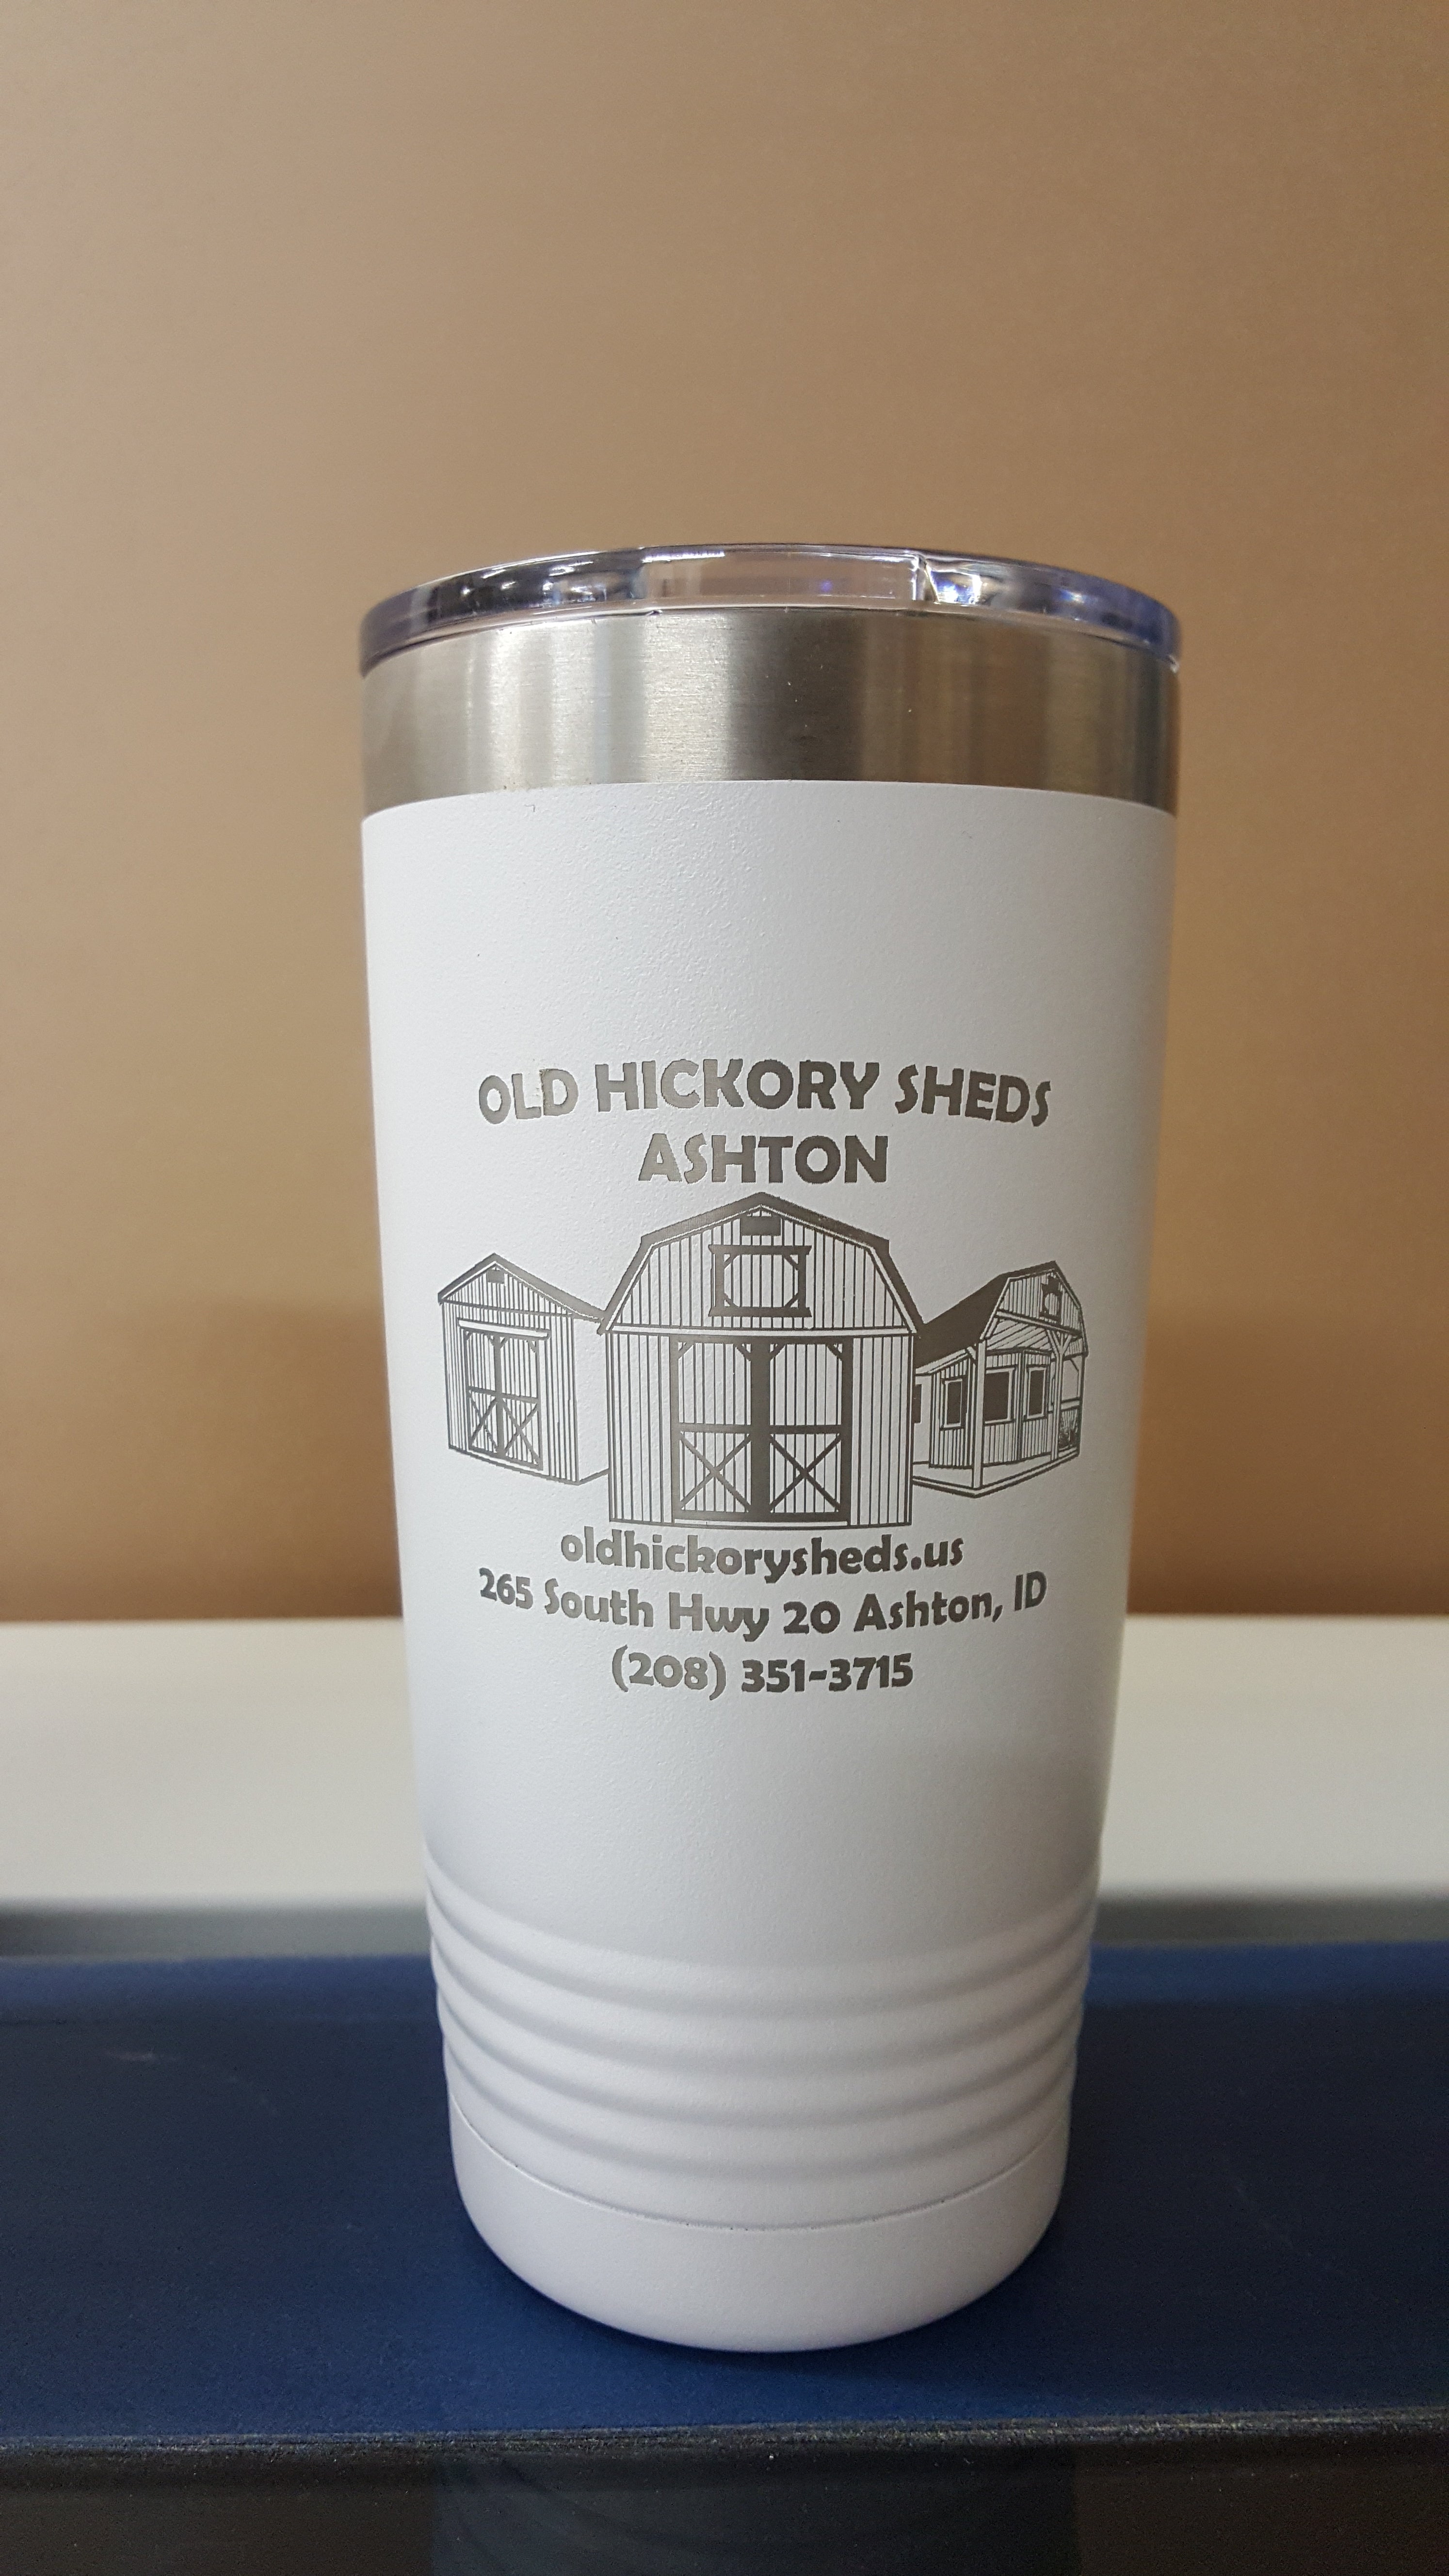 OLD HICKORY SHEDS
ASHTON
oldhickorysheds.us
265 South Hwy 20 Ashton, ID
(208) 351-3715